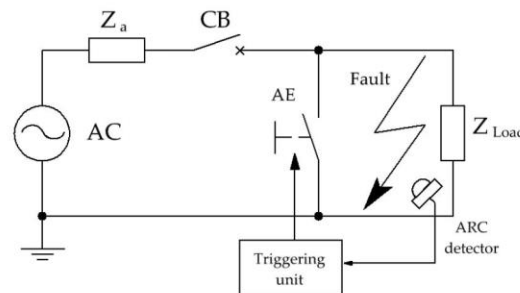 Z a
CB
AC
AE
Fault
Z Load
ARC
detector
Triggering
unit